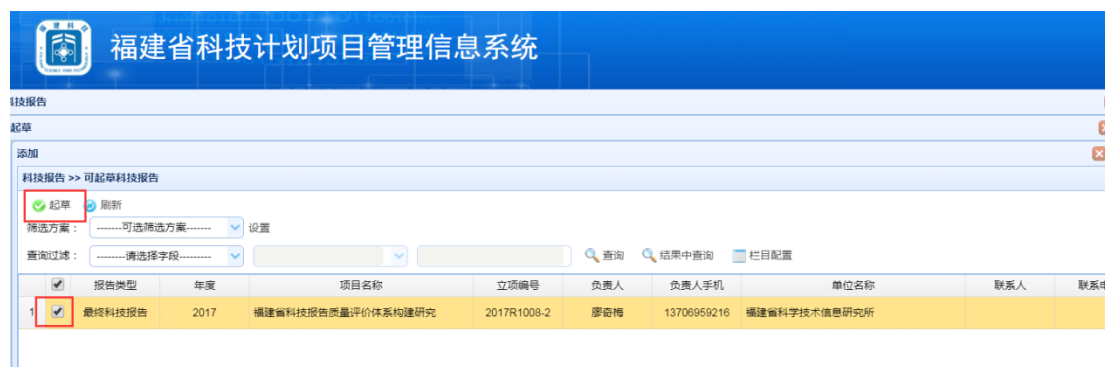 福建省科技计划项目管理信息系统
科技报告
起草
添加
科技报告 >> 可起草科技报告
起草 刷新
筛选方案： -------可选筛选方案------- 设置
查询过滤： --------请选择字段--------- 查询 结果中查询 栏目配置
报告类型 年度 项目名称 立项编号 负责人 负责人手机 单位名称 联系人 联系电
1 最终科技报告 2017 福建省科技报告质量评价体系构建研究 2017R1008-2 廖奇梅 13706959216 福建省科学技术信息研究所